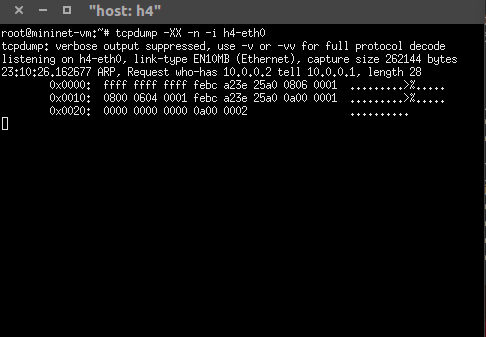 "host: h4"
root@mininet-vm:~# tcpdump -XX -n -i h4-eth0
tcpdump: verbose output suppressed, use -v or -vv for full protocol decode
listening on h4-eth0, link-type EN10MB (Ethernet), capture size 262144 bytes
23:10:26.162677 ARP, Request who-has 10.0.0.2 tell 10.0.0.1, length 28
0x0000:  ffff ffff ffff febc a23e 25a0 0806 0001  .........>%.....
0x0010:  0800 0604 0001 febc a23e 25a0 0a00 0001  .........>%.....
0x0020:  0000 0000 0000 0a00 0002                 ..........